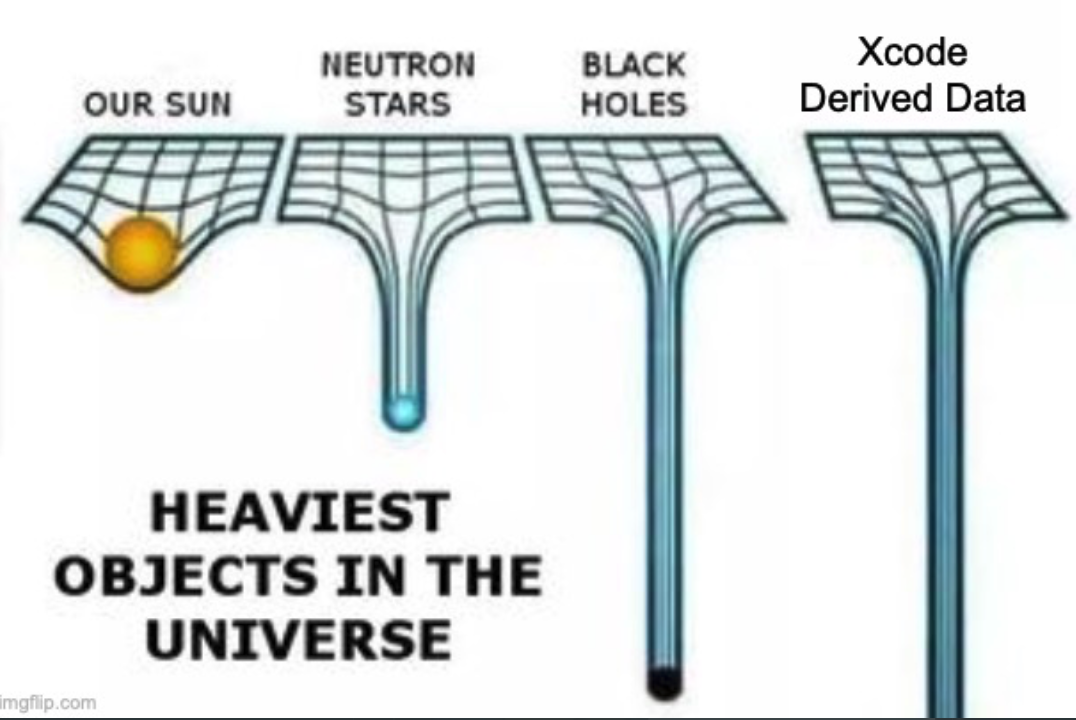 OUR SUN
NEUTRON
STARS
BLACK
HOLES
Xcode
Derived Data
HEAVIEST
OBJECTS IN THE
UNIVERSE
imgflip.com